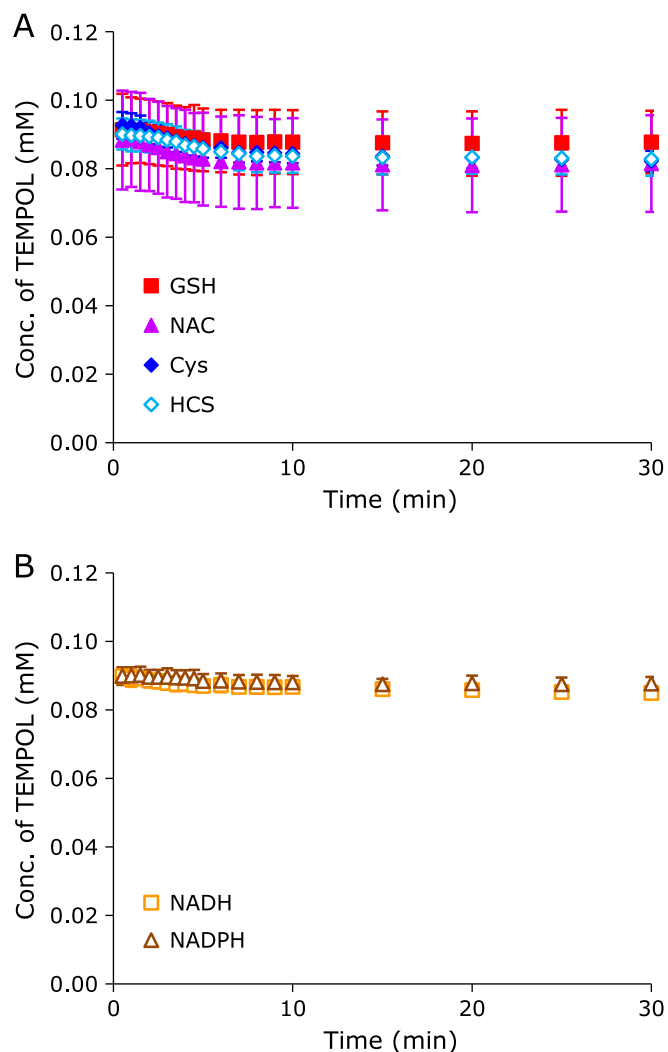 A
0.12
0.10
0.08
0.06
0.04
0.02
0.00
Conc. of TEMPOL (mM)
GSH
NAC
Cys
HCS
0 10 20 30
Time (min)
B
0.12
0.10
0.08
0.06
0.04
0.02
0.00
Conc. of TEMPOL (mM)
NADH
NADPH
0 10 20 30
Time (min)